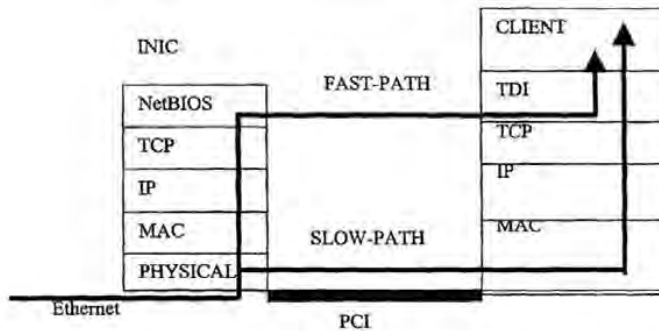 INIC
NetBIOS
TCP
IP
MAC
PHYSICAL
Ethernet
FAST-PATH
SLOW-PATH
PCI
CLIENT
TDI
TCP
IP
MAC